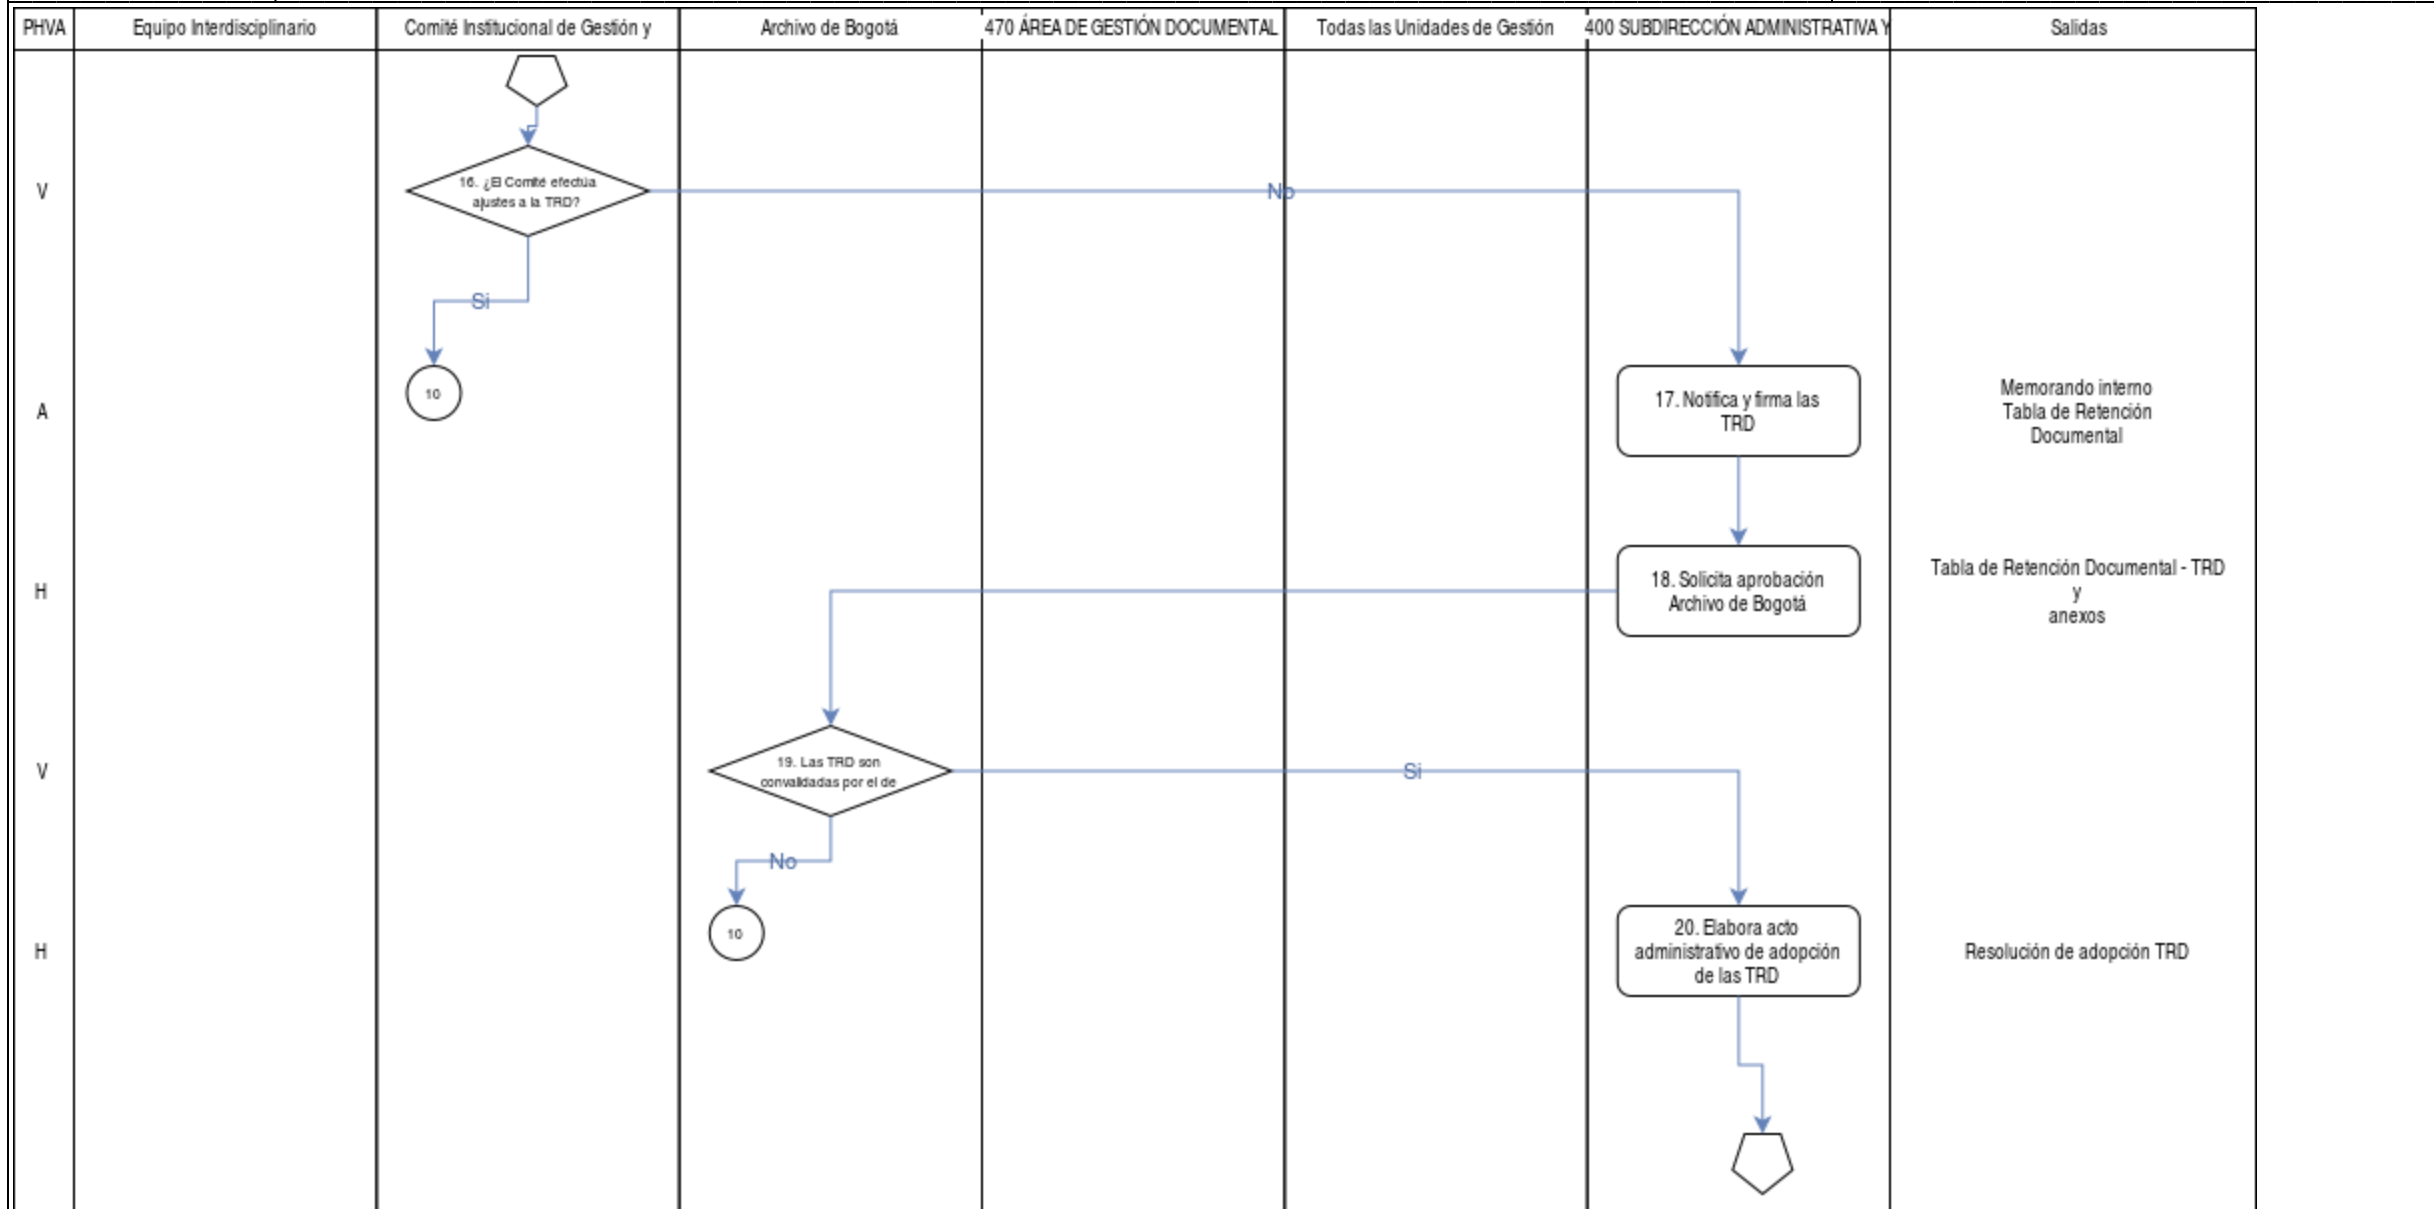 PHVA
Equipo Interdisciplinario
Comité Institucional de Gestión y
Archivo de Bogotá
470 ÁREA DE GESTIÓN DOCUMENTAL
Todas las Unidades de Gestión
400 SUBDIRECCIÓN ADMINISTRATIVA Y
Salidas
V
16. ¿El Comité efectúa
ajustes a la TRD?
No
Si
A
10
17. Notifica y firma las
TRD
Memorando interno
Tabla de Retención
Documental
H
18. Solicita aprobación
Archivo de Bogotá
Tabla de Retención Documental - TRD
y
anexos
V
19. Las TRD son
convalidadas por el de
Si
No
H
10
20. Elabora acto
administrativo de adopción
de las TRD
Resolución de adopción TRD